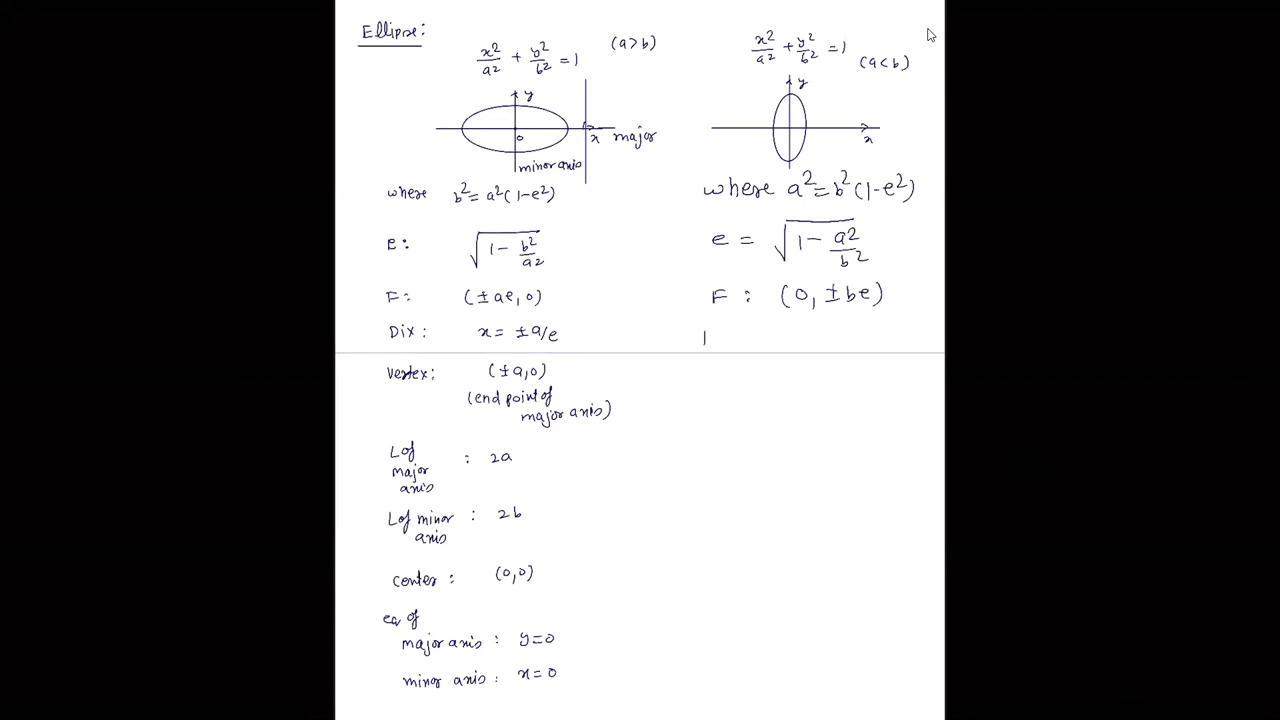 Ellipse:
x²/a² + y²/b² = 1 (a>b)
y
o
x major
minor axis
where b² = a²(1-e²)
e: √(1 - b²/a²)
F: (±ae, 0)
Dix: x = ±a/e
Vertex: (±a, 0)
(end point of
major axis)
L of
major : 2a
axis
L of minor : 2b
axis
center : (0,0)
eq of
major axis : y=0
minor axis : x=0
x²/a² + y²/b² = 1
(a<b)
y
x
where a² = b²(1-e²)
e = √(1 - a²/b²)
F : (0, ±be)